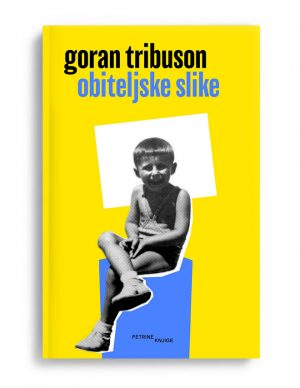 goran tribuson
obiteljske slike
PETRINE
KNJIGE